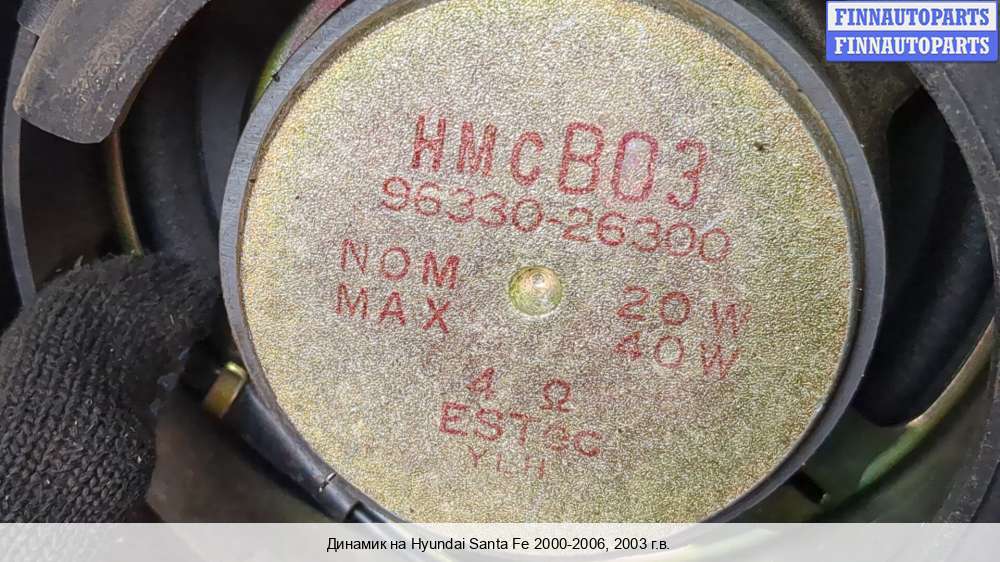 FINNAUTOPARTS
FINNAUTOPARTS
HMCB03
96330-26300
NOM 20W
MAX 40W
4 Ω
YLH
Динамик на Hyundai Santa Fe 2000-2006, 2003 г.в.